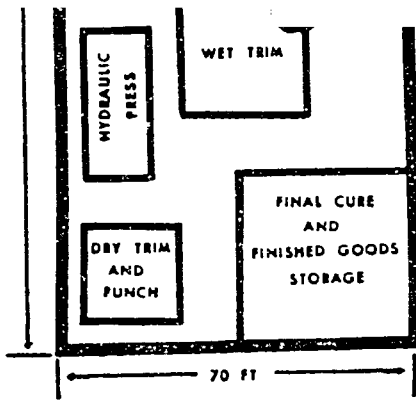 HYDRAULIC
PRESS
WET TRIM
DRY TRIM
AND
PUNCH
FINAL CURE
AND
FINISHED GOODS
STORAGE
70 FT